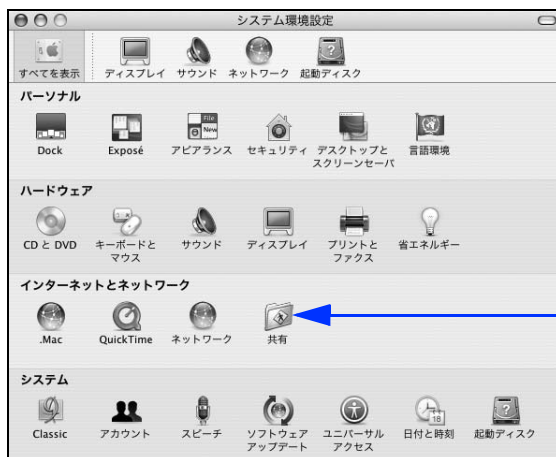 システム環境設定
すべてを表示 ディスプレイ サウンド ネットワーク 起動ディスク
パーソナル
File
New
Dock Exposé アピアランス セキュリティ デスクトップと スクリーンセーバ 言語環境
ハードウェア
CD と DVD キーボードと マウス サウンド ディスプレイ プリントと ファクス 省エネルギー
インターネットとネットワーク
.Mac QuickTime ネットワーク 共有
システム
18
Classic アカウント スピーチ ソフトウェア アップデート ユニバーサル アクセス 日付と時刻 起動ディスク